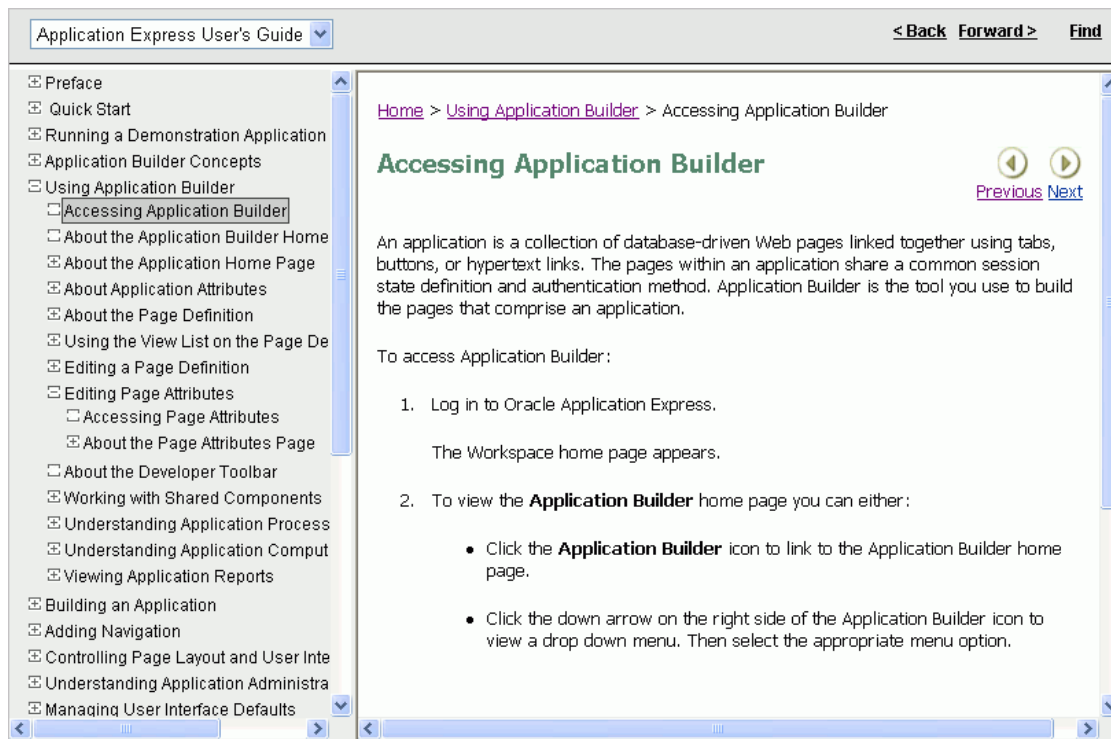 Application Express User's Guide
< Back Forward > Find
Preface
Quick Start
Running a Demonstration Application
Application Builder Concepts
Using Application Builder
Accessing Application Builder
About the Application Builder Home
About the Application Home Page
About Application Attributes
About the Page Definition
Using the View List on the Page De
Editing a Page Definition
Editing Page Attributes
Accessing Page Attributes
About the Page Attributes Page
About the Developer Toolbar
Working with Shared Components
Understanding Application Process
Understanding Application Comput
Viewing Application Reports
Building an Application
Adding Navigation
Controlling Page Layout and User Inte
Understanding Application Administra
Managing User Interface Defaults
Home > Using Application Builder > Accessing Application Builder
Accessing Application Builder
Previous Next
An application is a collection of database-driven Web pages linked together using tabs,
buttons, or hypertext links. The pages within an application share a common session
state definition and authentication method. Application Builder is the tool you use to build
the pages that comprise an application.
To access Application Builder:
1. Log in to Oracle Application Express.
The Workspace home page appears.
2. To view the Application Builder home page you can either:
• Click the Application Builder icon to link to the Application Builder home
page.
• Click the down arrow on the right side of the Application Builder icon to
view a drop down menu. Then select the appropriate menu option.